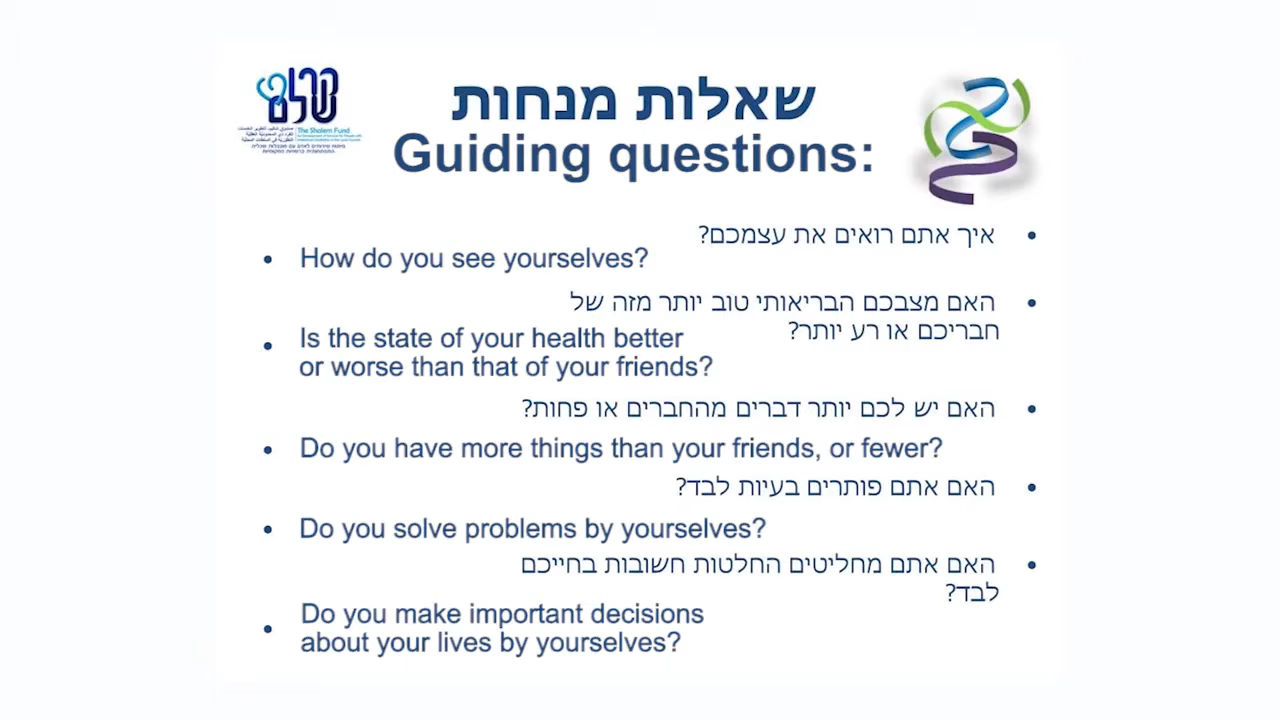 קרן שלם
The Shalem Fund
שאלות מנחות
Guiding questions:
איך אתם רואים את עצמכם?
How do you see yourselves?
האם מצבכם הבריאותי טוב יותר מזה של
חבריכם או רע יותר?
Is the state of your health better
or worse than that of your friends?
האם יש לכם יותר דברים מהחברים או פחות?
Do you have more things than your friends, or fewer?
האם אתם פותרים בעיות לבד?
Do you solve problems by yourselves?
האם אתם מחליטים החלטות חשובות בחייכם
לבד?
Do you make important decisions
about your lives by yourselves?